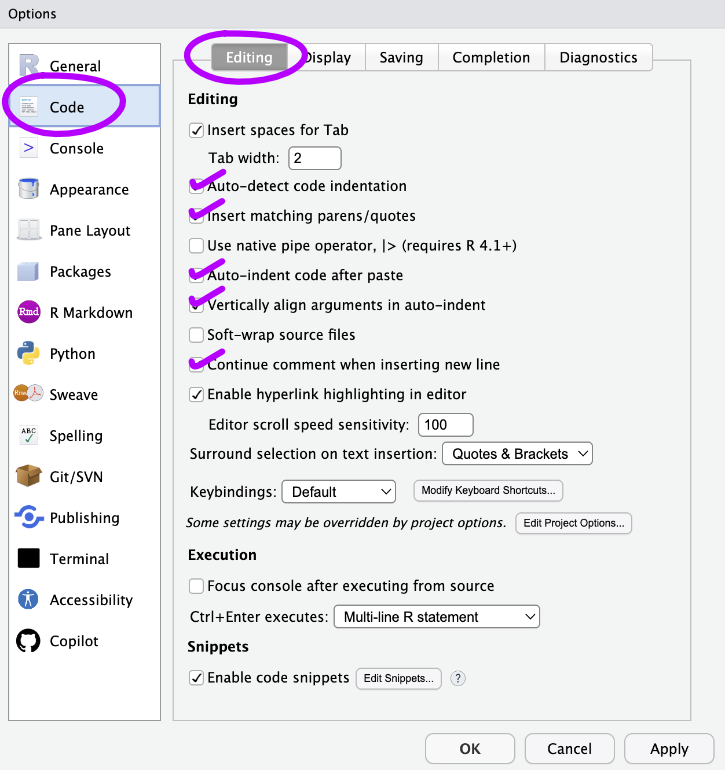 Options
General
Code
Console
Appearance
Pane Layout
Packages
Rmd R Markdown
Python
Rnw Sweave
ABC Spelling
Git/SVN
Publishing
Terminal
Accessibility
Copilot
Editing Display Saving Completion Diagnostics
Editing
Insert spaces for Tab
Tab width: 2
Auto-detect code indentation
Insert matching parens/quotes
Use native pipe operator, |> (requires R 4.1+)
Auto-indent code after paste
Vertically align arguments in auto-indent
Soft-wrap source files
Continue comment when inserting new line
Enable hyperlink highlighting in editor
Editor scroll speed sensitivity: 100
Surround selection on text insertion: Quotes & Brackets
Keybindings: Default Modify Keyboard Shortcuts...
Some settings may be overridden by project options. Edit Project Options...
Execution
Focus console after executing from source
Ctrl+Enter executes: Multi-line R statement
Snippets
Enable code snippets Edit Snippets... ?
OK Cancel Apply